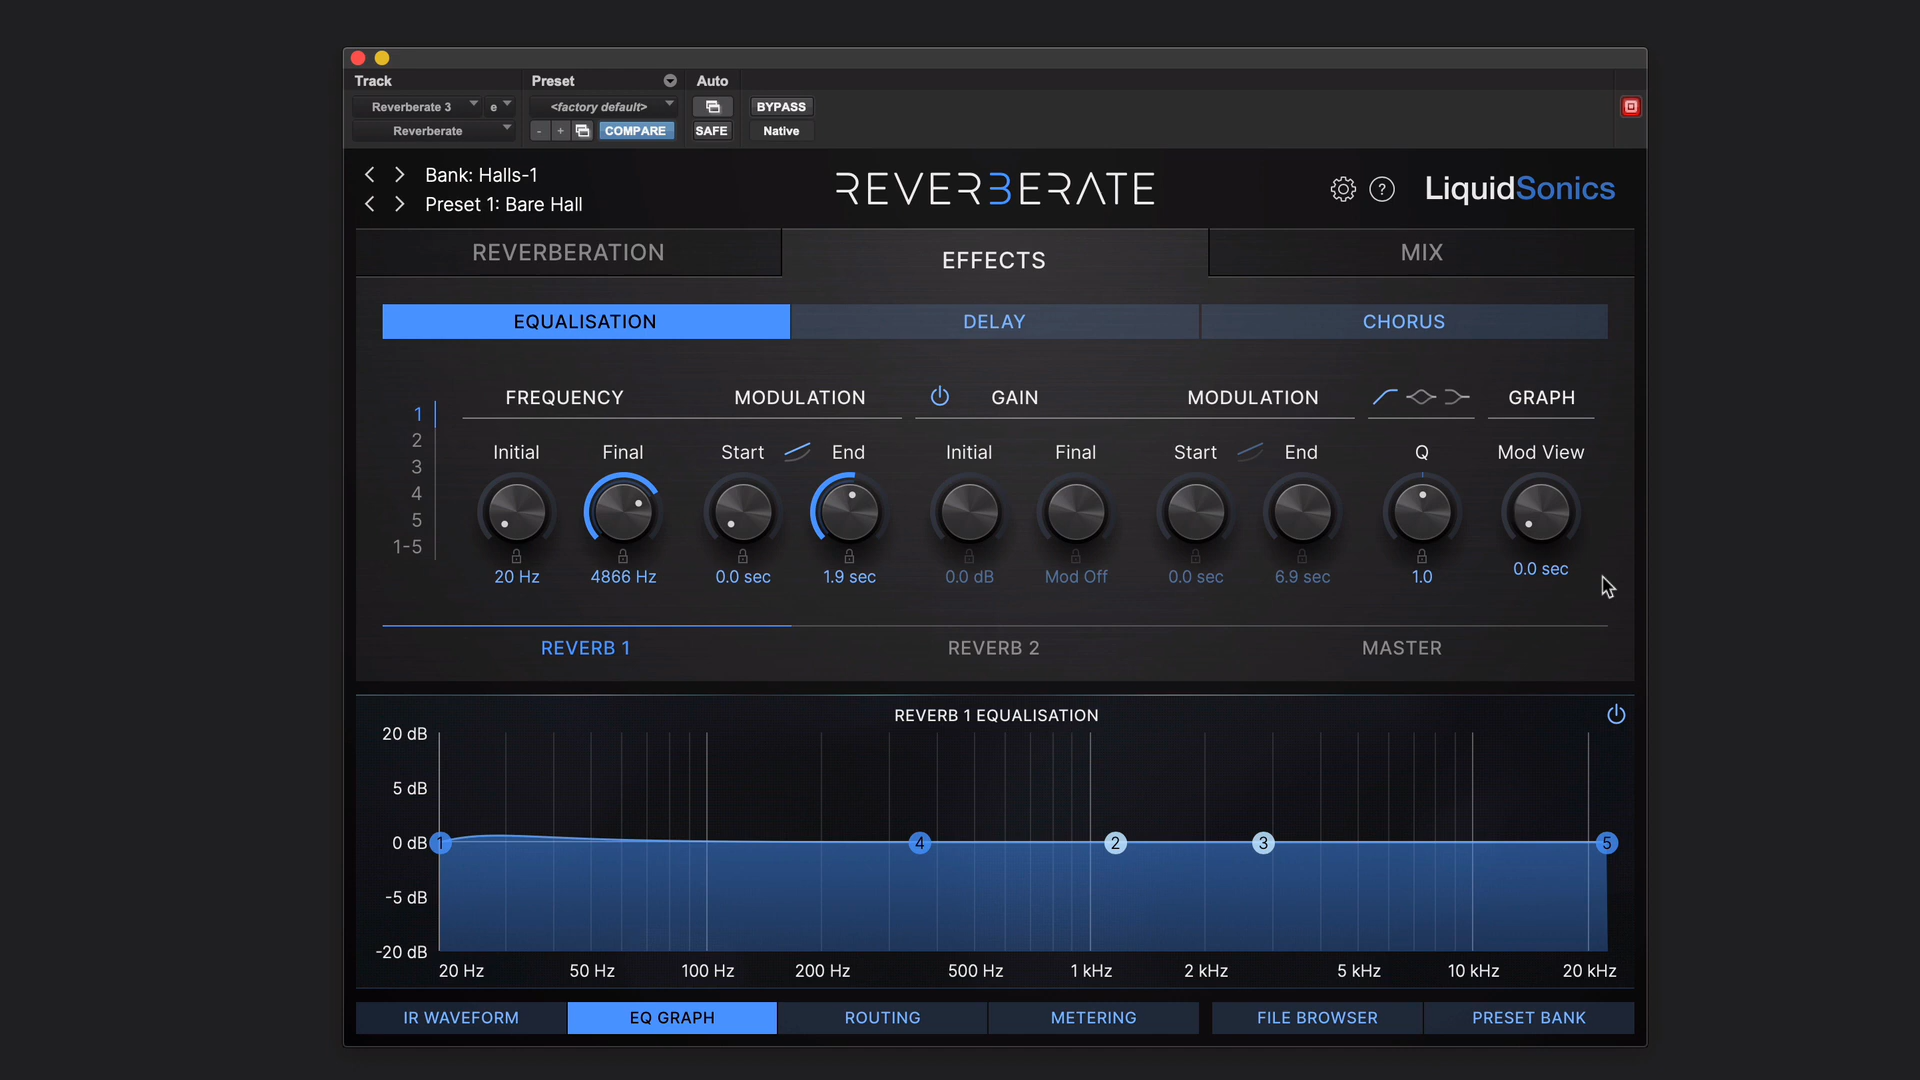 Track
Preset
Auto
Reverberate 3
e
<factory default>
BYPASS
Reverberate
-
+
COMPARE
SAFE
Native
Bank: Halls-1
Preset 1: Bare Hall
REVER3ERATE
?
LiquidSonics
REVERBERATION
EFFECTS
MIX
EQUALISATION
DELAY
CHORUS
FREQUENCY
MODULATION
GAIN
MODULATION
GRAPH
1
2
3
4
5
1-5
Initial
Final
Start
End
Initial
Final
Start
End
Q
Mod View
20 Hz
4866 Hz
0.0 sec
1.9 sec
0.0 dB
Mod Off
0.0 sec
6.9 sec
1.0
0.0 sec
REVERB 1
REVERB 2
MASTER
REVERB 1 EQUALISATION
20 dB
5 dB
0 dB
-5 dB
-20 dB
1
4
2
3
5
20 Hz
50 Hz
100 Hz
200 Hz
500 Hz
1 kHz
2 kHz
5 kHz
10 kHz
20 kHz
IR WAVEFORM
EQ GRAPH
ROUTING
METERING
FILE BROWSER
PRESET BANK